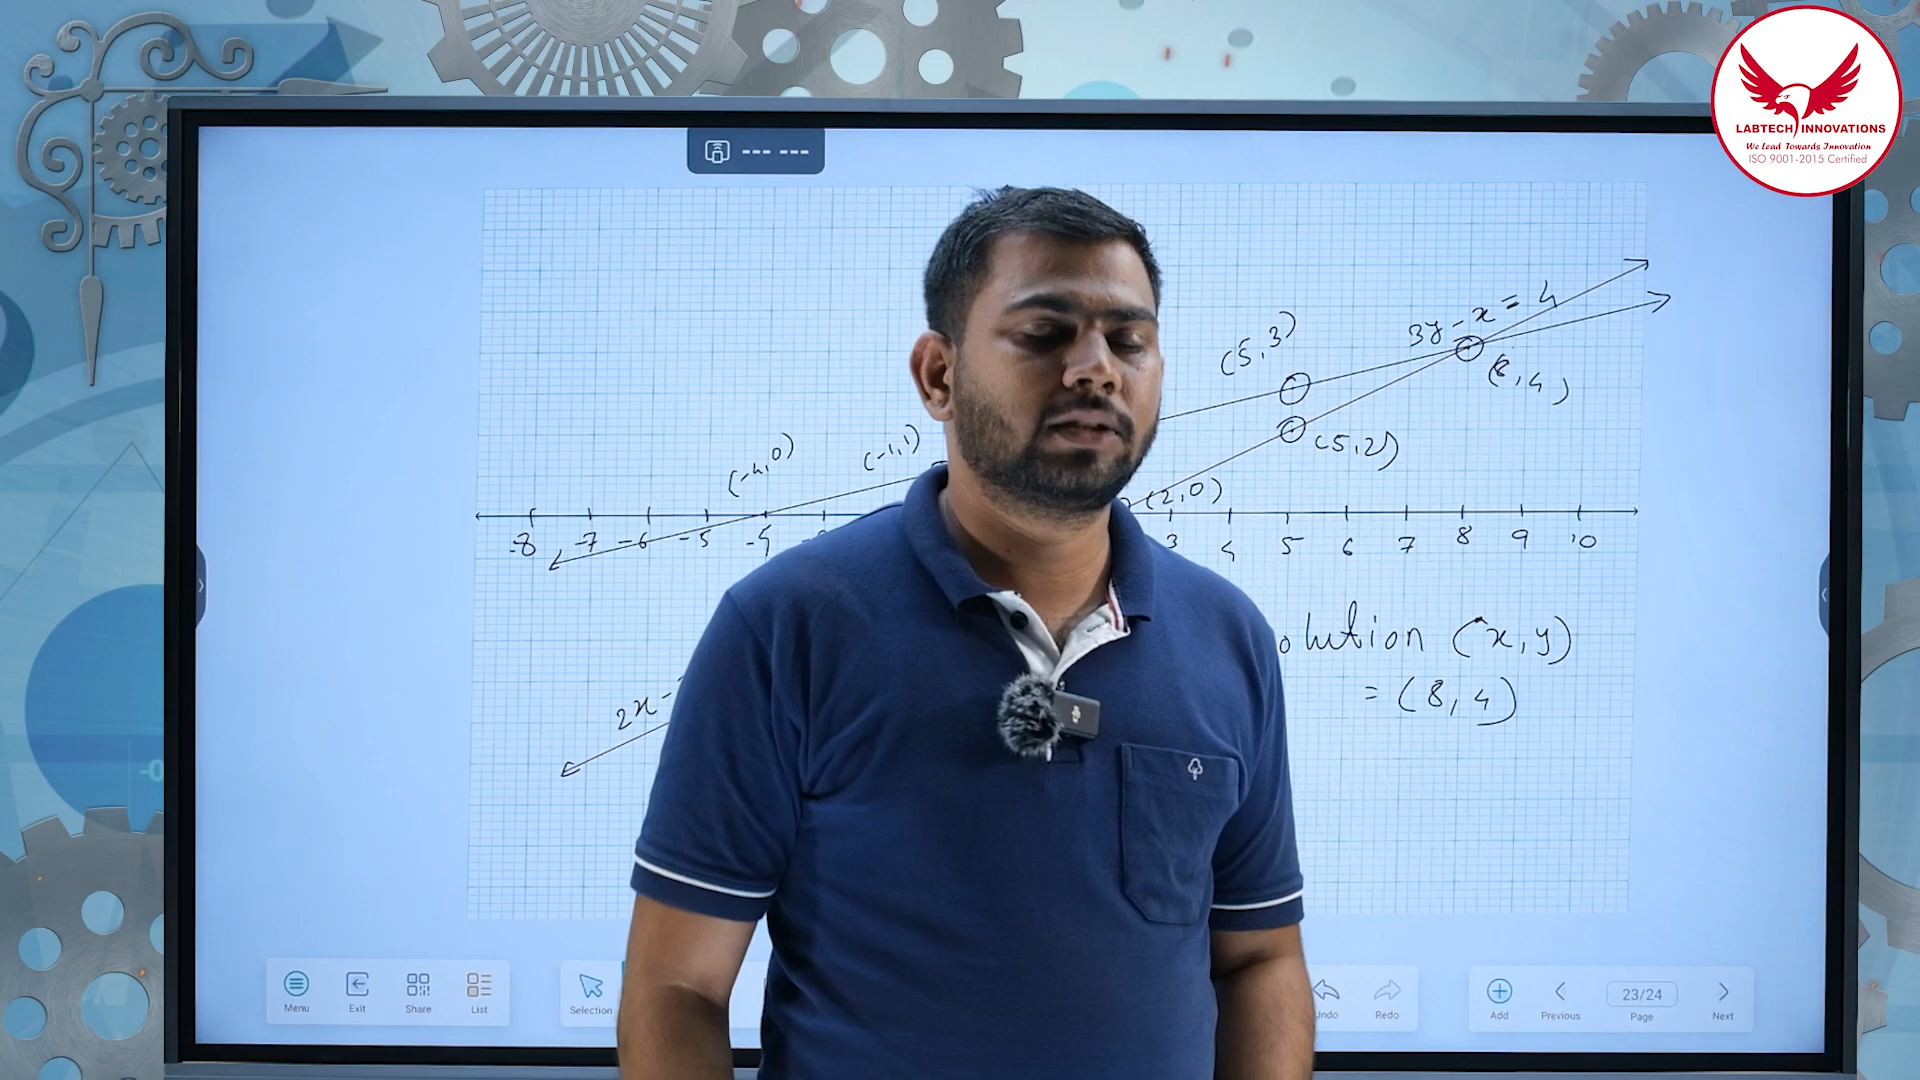 LABTECH INNOVATIONS
We Lead Towards Innovation
ISO 9001-2015 Certified
3y - x = 4
(5,3)
(8,4)
(5,2)
(-4,0)
(-1,1)
(2,0)
-8 -7 -6 -5 -4 3 4 5 6 7 8 9 10
olution (x,y)
= (8,4)
2x -
Menu Exit Share List Selection Undo Redo Add Previous 23/24 Page Next